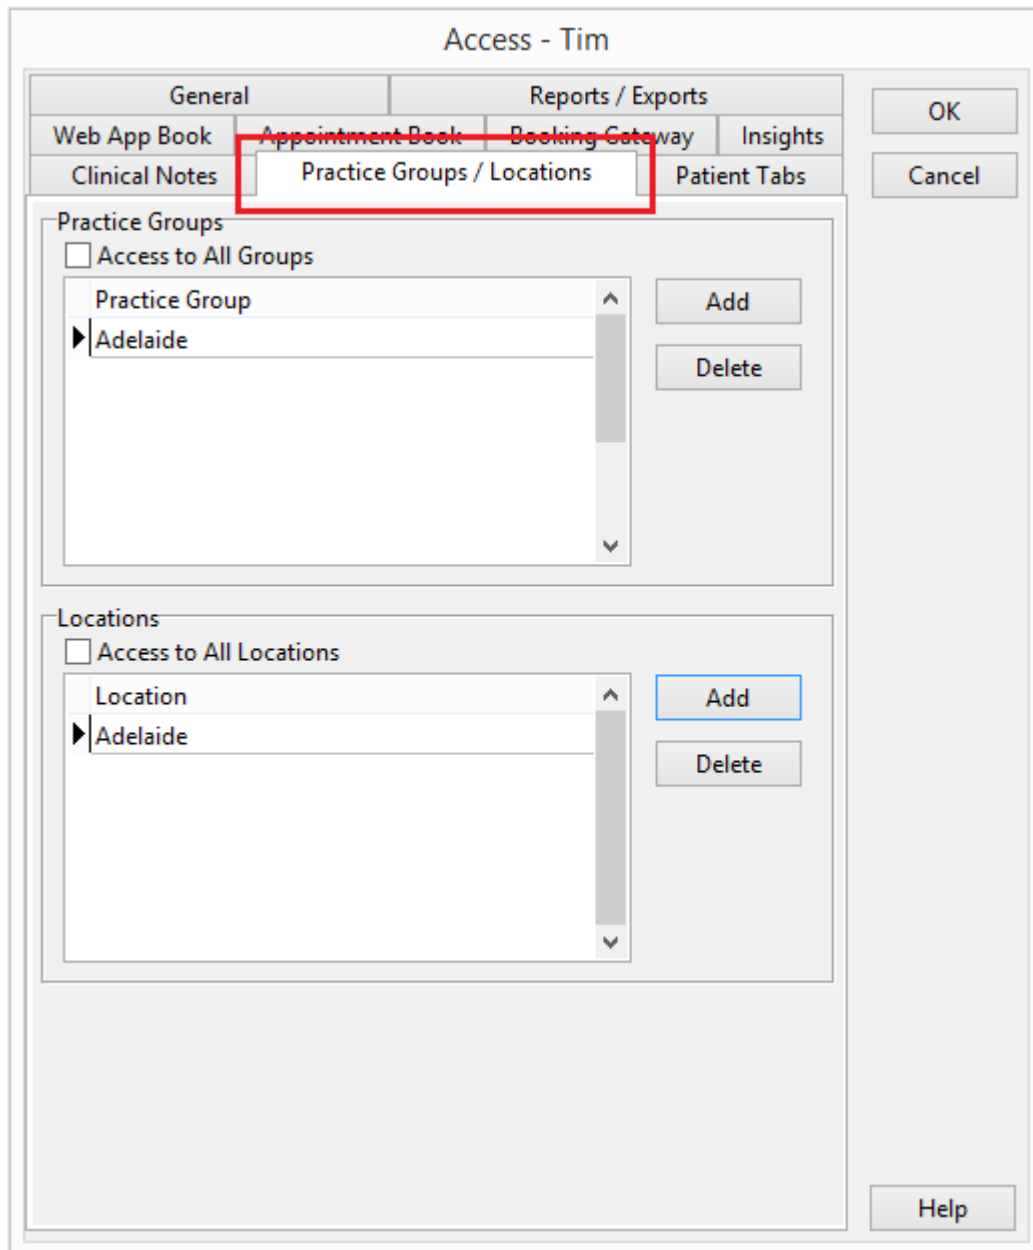 Access - Tim
General Reports / Exports
OK
Web App Book Appointment Book Booking Gateway Insights
Clinical Notes Practice Groups / Locations Patient Tabs
Cancel
Practice Groups
Access to All Groups
Practice Group
Add
Adelaide
Delete
Locations
Access to All Locations
Location
Add
Adelaide
Delete
Help